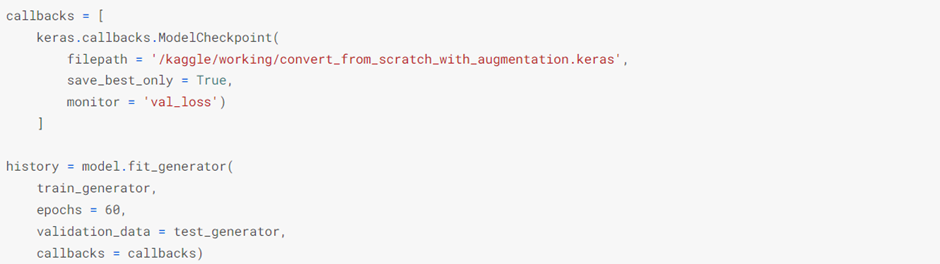 callbacks = [
    keras.callbacks.ModelCheckpoint(
        filepath = '/kaggle/working/convert_from_scratch_with_augmentation.keras',
        save_best_only = True,
        monitor = 'val_loss')
    ]

history = model.fit_generator(
    train_generator,
    epochs = 60,
    validation_data = test_generator,
    callbacks = callbacks)